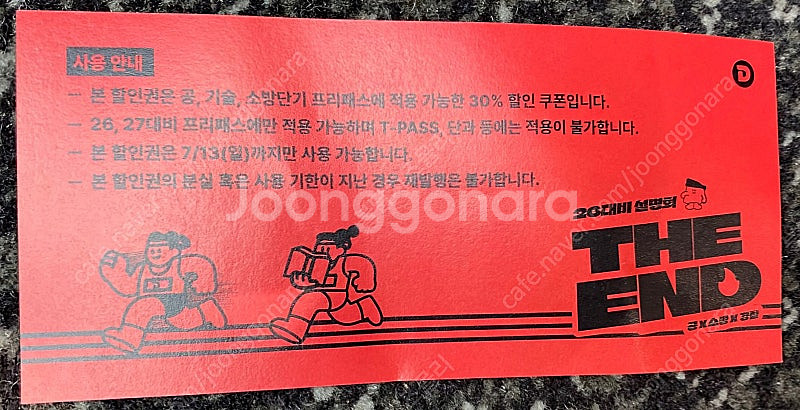 사용 안내
D
- 본 할인권은 공, 기술, 소방단기 프리패스에 적용 가능한 30% 할인 쿠폰입니다.
- 26, 27대비 프리패스에만 적용 가능하며 T-PASS, 단과 등에는 적용이 불가합니다.
- 본 할인권은 7/13(일)까지만 사용 가능합니다.
- 본 할인권의 분실 혹은 사용 기한이 지난 경우 재발행은 불가합니다.
Joonggonara
cafe.naver.com/joonggonara
26대비 설명회
THE
END
공X소방X경찰